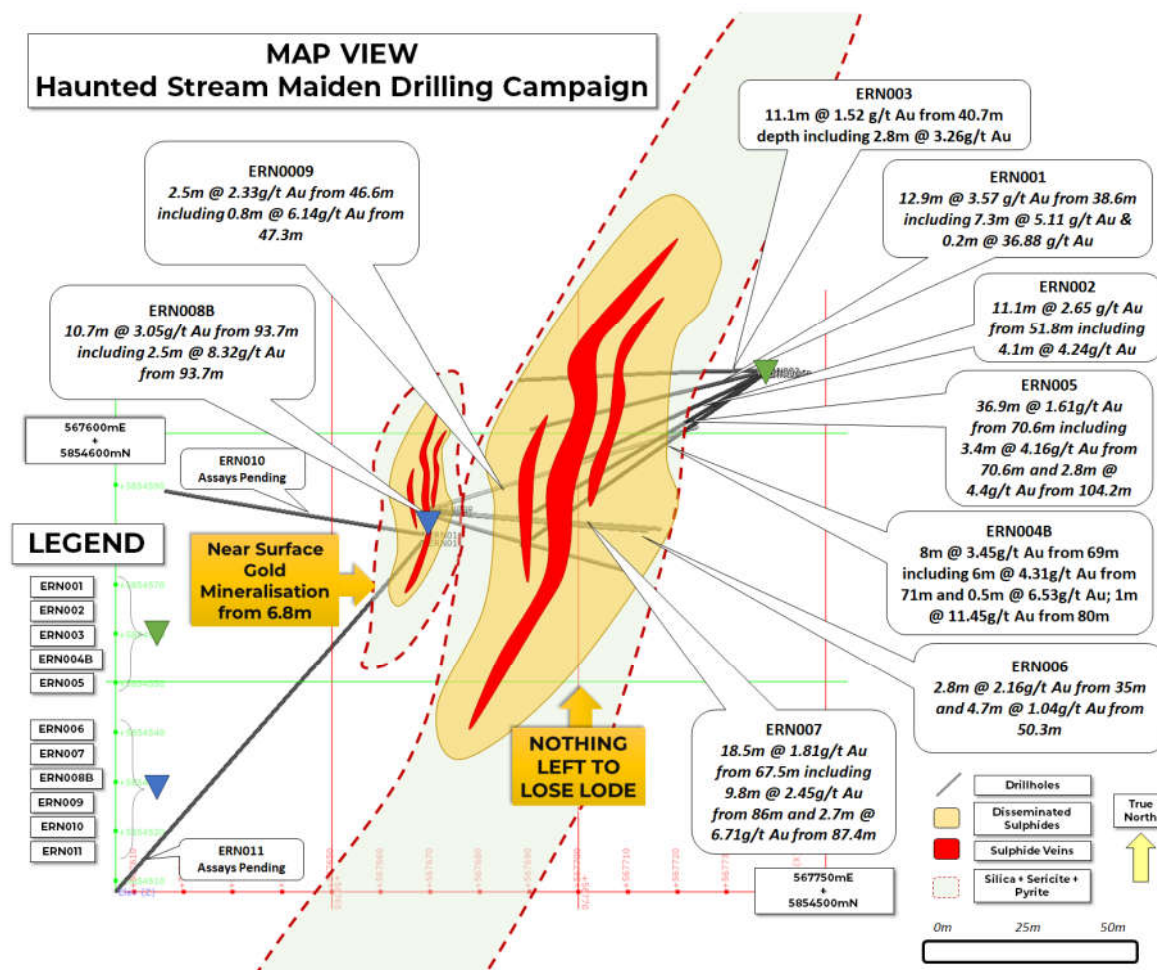 MAP VIEW
Haunted Stream Maiden Drilling Campaign
ERN003
11.1m @ 1.52 g/t Au from 40.7m
depth including 2.8m @ 3.26g/t Au
ERN0009
2.5m @ 2.33g/t Au from 46.6m
including 0.8m @ 6.14g/t Au from
47.3m
ERN001
12.9m @ 3.57 g/t Au from 38.6m
including 7.3m @ 5.11 g/t Au &
0.2m @ 36.88 g/t Au
ERN002
11.1m @ 2.65 g/t Au
from 51.8m including
4.1m @ 4.24g/t Au
ERN008B
10.7m @ 3.05g/t Au from 93.7m
including 2.5m @ 8.32g/t Au
from 93.7m
ERN005
36.9m @ 1.61g/t Au
from 70.6m including
3.4m @ 4.16g/t Au from
70.6m and 2.8m @
4.4g/t Au from 104.2m
567600mE
+
5854600mN
ERN010
Assays Pending
+5854590
ERN004B
8m @ 3.45g/t Au from 69m
including 6m @ 4.31g/t Au from
71m and 0.5m @ 6.53g/t Au; 1m
@ 11.45g/t Au from 80m
Near Surface
Gold
Mineralisation
from 6.8m
LEGEND
ERN001
ERN002
ERN003
ERN004B
ERN005
+5854570
ERN006
ERN007
ERN008B
ERN009
ERN010
ERN011
+5854540
ERN006
2.8m @ 2.16g/t Au from 35m
and 4.7m @ 1.04g/t Au from
50.3m
ERN007
18.5m @ 1.81g/t Au
from 67.5m including
9.8m @ 2.45g/t Au
from 86m and 2.7m @
6.71g/t Au from 87.4m
NOTHING
LEFT TO
LOSE LODE
ERN011
Assays Pending
+5854510
+567660
+567670
+567680
+567690
+567710
+567720
567750mE
+
5854500mN
Drillholes
Disseminated
Sulphides
Sulphide Veins
Silica + Sericite +
Pyrite
True
North
0m 25m 50m